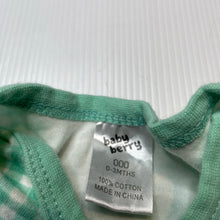 baby
berry
000
0-3MTHS
100% COTTON
MADE IN CHINA